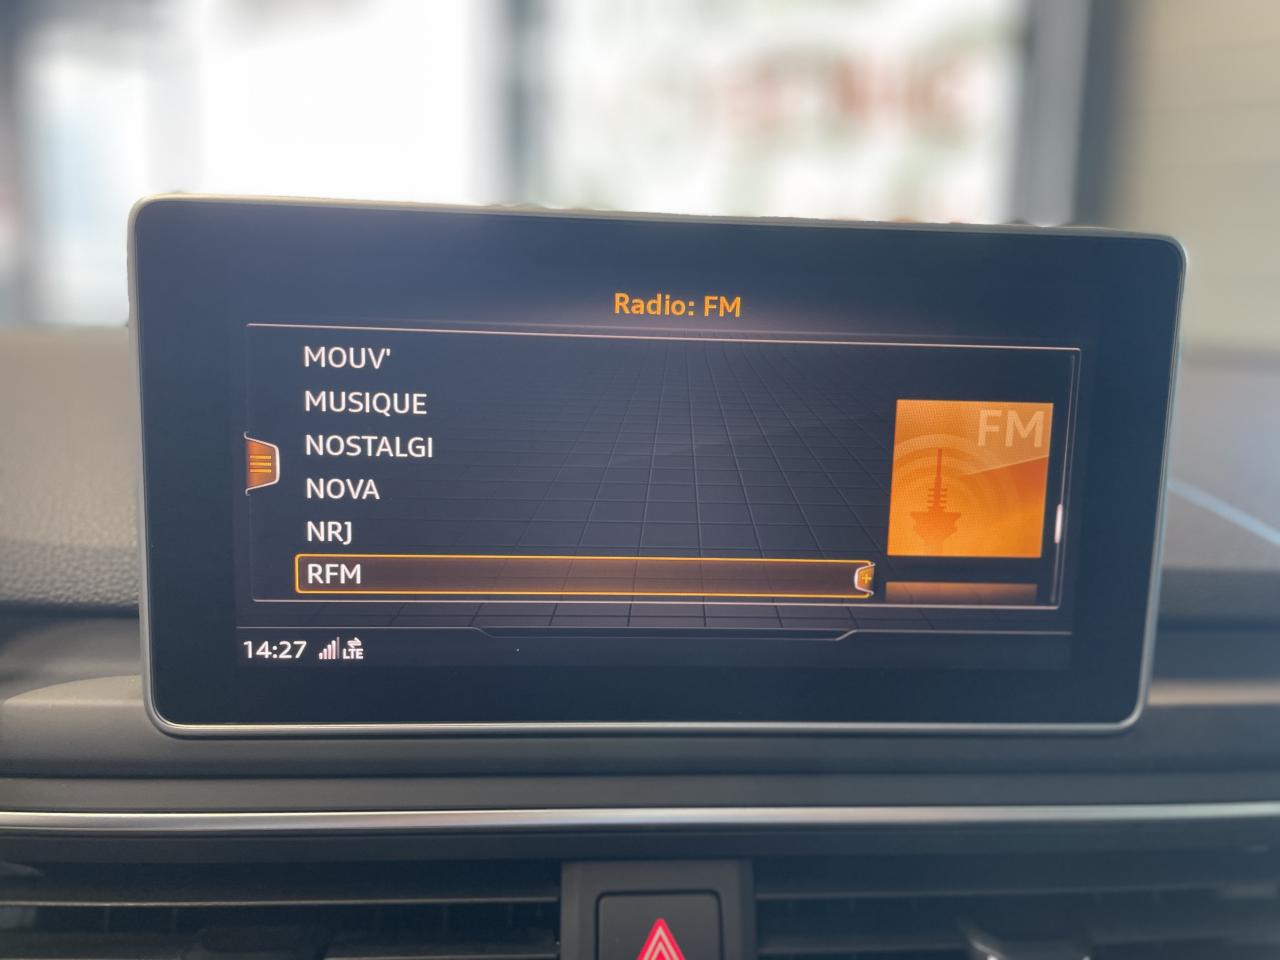 Radio: FM
MOUV'
MUSIQUE
NOSTALGI
NOVA
NRJ
RFM
FM
14:27 LTE